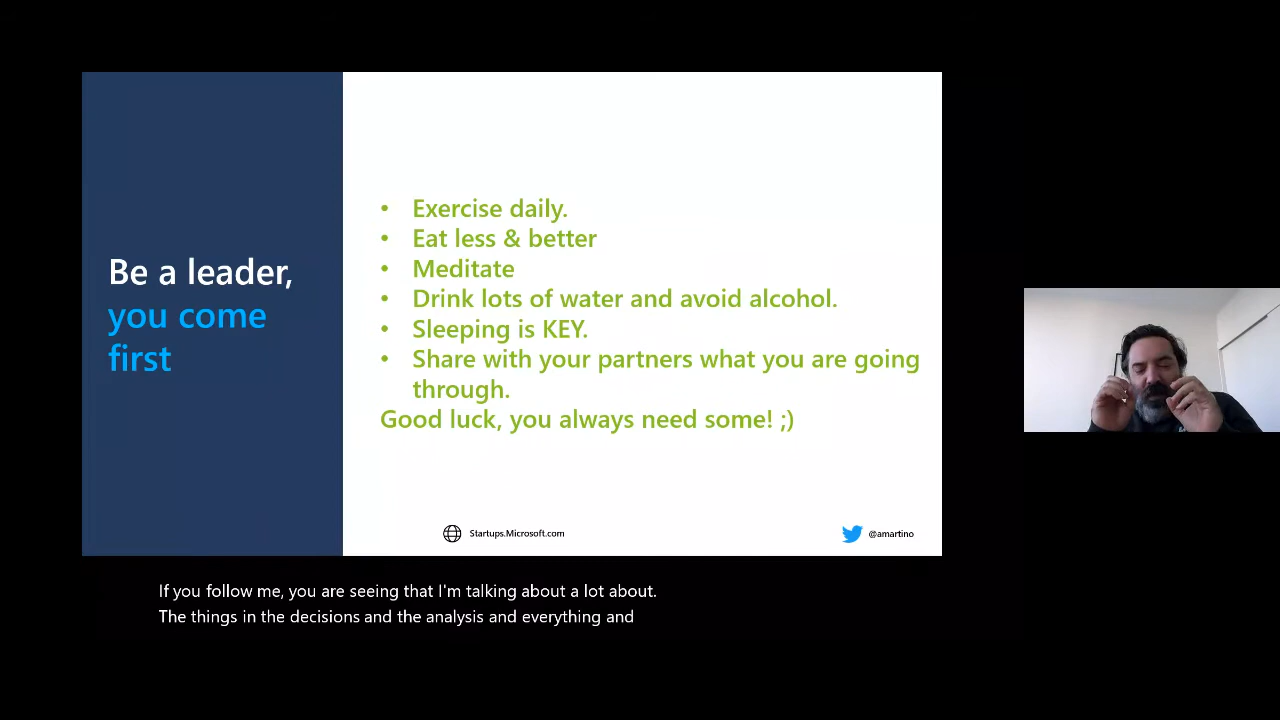 Be a leader,
you come
first
• Exercise daily.
• Eat less & better
• Meditate
• Drink lots of water and avoid alcohol.
• Sleeping is KEY.
• Share with your partners what you are going
through.
Good luck, you always need some! ;)
Startups.Microsoft.com
@amartino
If you follow me, you are seeing that I'm talking about a lot about.
The things in the decisions and the analysis and everything and